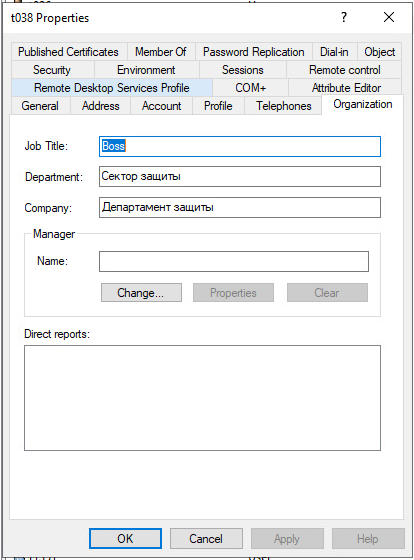 t038 Properties
?
Published Certificates Member Of Password Replication Dial-in Object
Security Environment Sessions Remote control
Remote Desktop Services Profile COM+ Attribute Editor
General Address Account Profile Telephones Organization
Job Title: Boss
Department: Сектор защиты
Company: Департамент защиты
Manager
Name:
Change... Properties Clear
Direct reports:
OK Cancel Apply Help